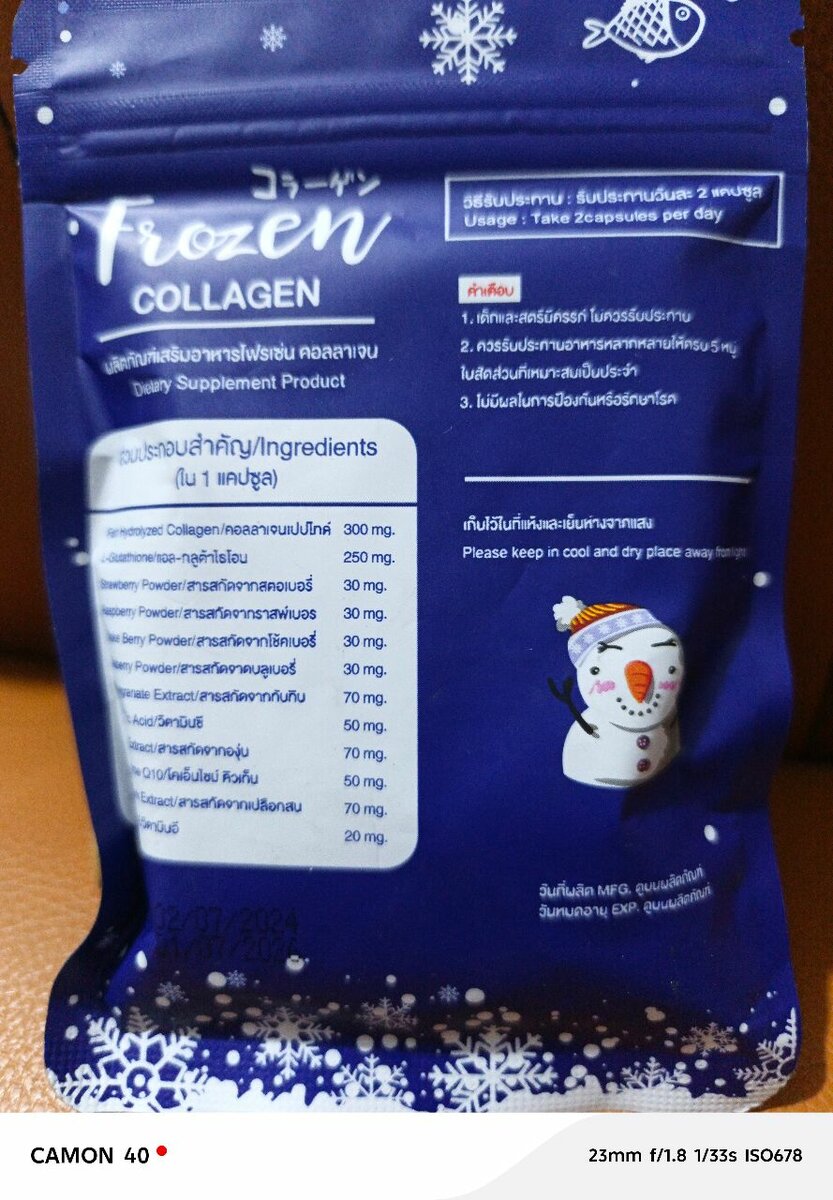 コラーゲン
Frozen
COLLAGEN
ผลิตภัณฑ์เสริมอาหารโฟรเซ่น คอลลาเจน
Dietary Supplement Product
ส่วนประกอบสำคัญ/Ingredients
(ใน 1 แคปซูล)
Hydrolyzed Collagen/คอลลาเจนเปปไทด์ 300 mg.
L-Glutathione/แอล-กลูต้าไธโอน 250 mg.
Strawberry Powder/สารสกัดจากสตอเบอรี่ 30 mg.
Raspberry Powder/สารสกัดจากราสพ์เบอร 30 mg.
Berry Powder/สารสกัดจากโช๊คเบอรี่ 30 mg.
Powder/สารสกัดจากบลูเบอรี่ 30 mg.
Extract/สารสกัดจากทับทิม 70 mg.
Acid/วิตามินซี 50 mg.
สารสกัดจากองุ่น 70 mg.
Q10/โคเอ็นไซม์ คิวเท็น 50 mg.
Extract/สารสกัดจากเปลือกสน 70 mg.
วิตามินอี 20 mg.
02/07/2024
วิธีรับประทาน : รับประทานวันละ 2 แคปซูล
Usage : Take 2capsules per day
คำเตือน
1. เด็กและสตรีมีครรภ์ ไม่ควรรับประทาน
2. ควรรับประทานอาหารหลากหลายให้ครบ 5 หมู่
ในสัดส่วนที่เหมาะสมเป็นประจำ
3. ไม่มีผลในการป้องกันหรือรักษาโรค
เก็บไว้ในที่แห้งและเย็นห่างจากแสง
Please keep in cool and dry place away from light
วันที่ผลิต MFG. ดูบนผลิตภัณฑ์
วันหมดอายุ EXP. ดูบนผลิตภัณฑ์
CAMON 40
23mm f/1.8 1/33s ISO678